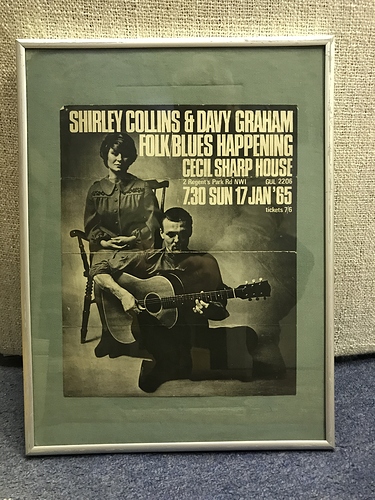 SHIRLEY COLLINS & DAVY GRAHAM
FOLK BLUES HAPPENING
CECIL SHARP HOUSE
2 Regent's Park Rd NW1 GUL 2206
7.30 SUN 17 JAN '65
tickets 7/6